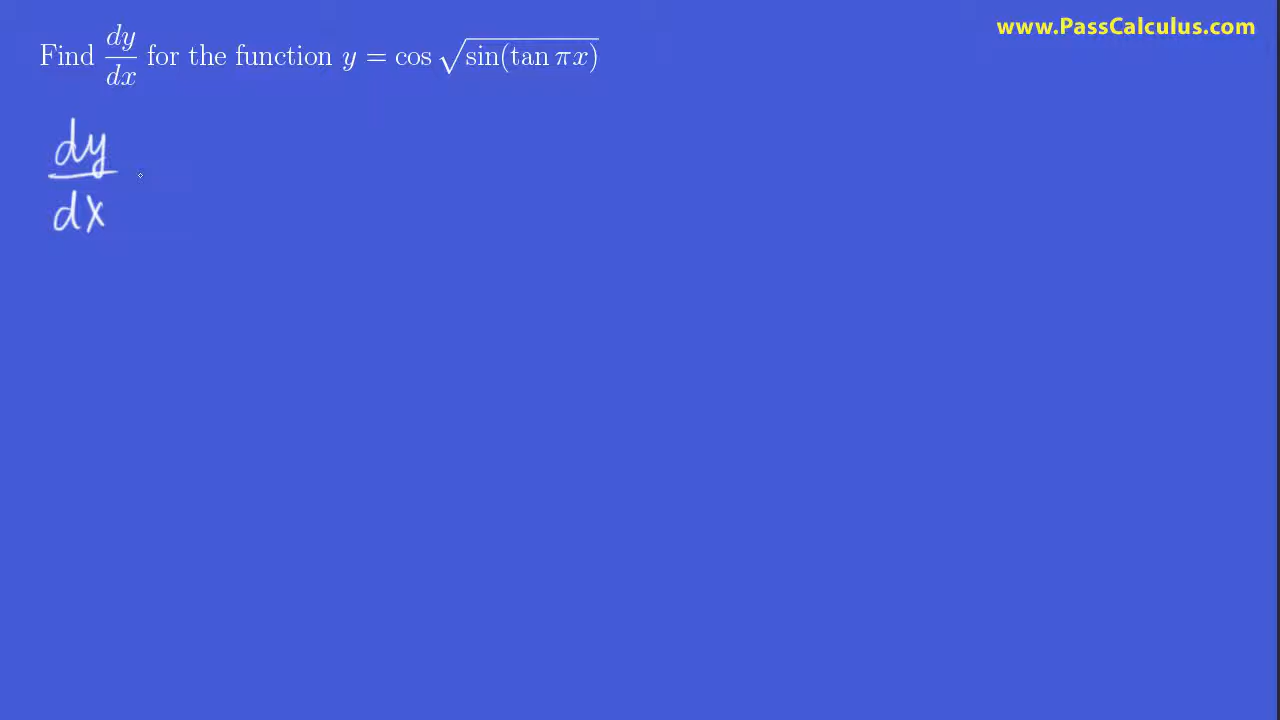 www.PassCalculus.com
Find dy/dx for the function y = cos √sin(tan πx)
dy
dx